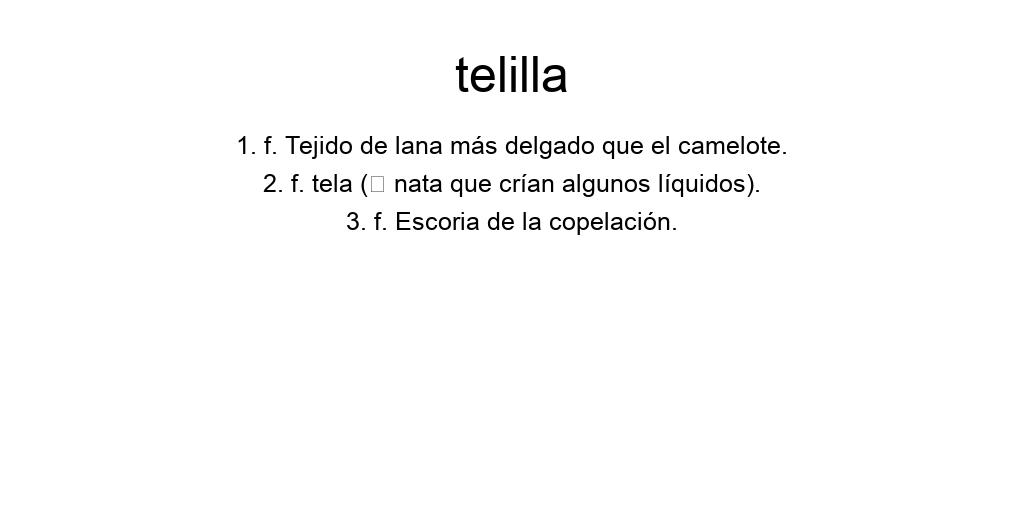 telilla
1. f. Tejido de lana más delgado que el camelote.
2. f. tela (□ nata que crían algunos líquidos).
3. f. Escoria de la copelación.